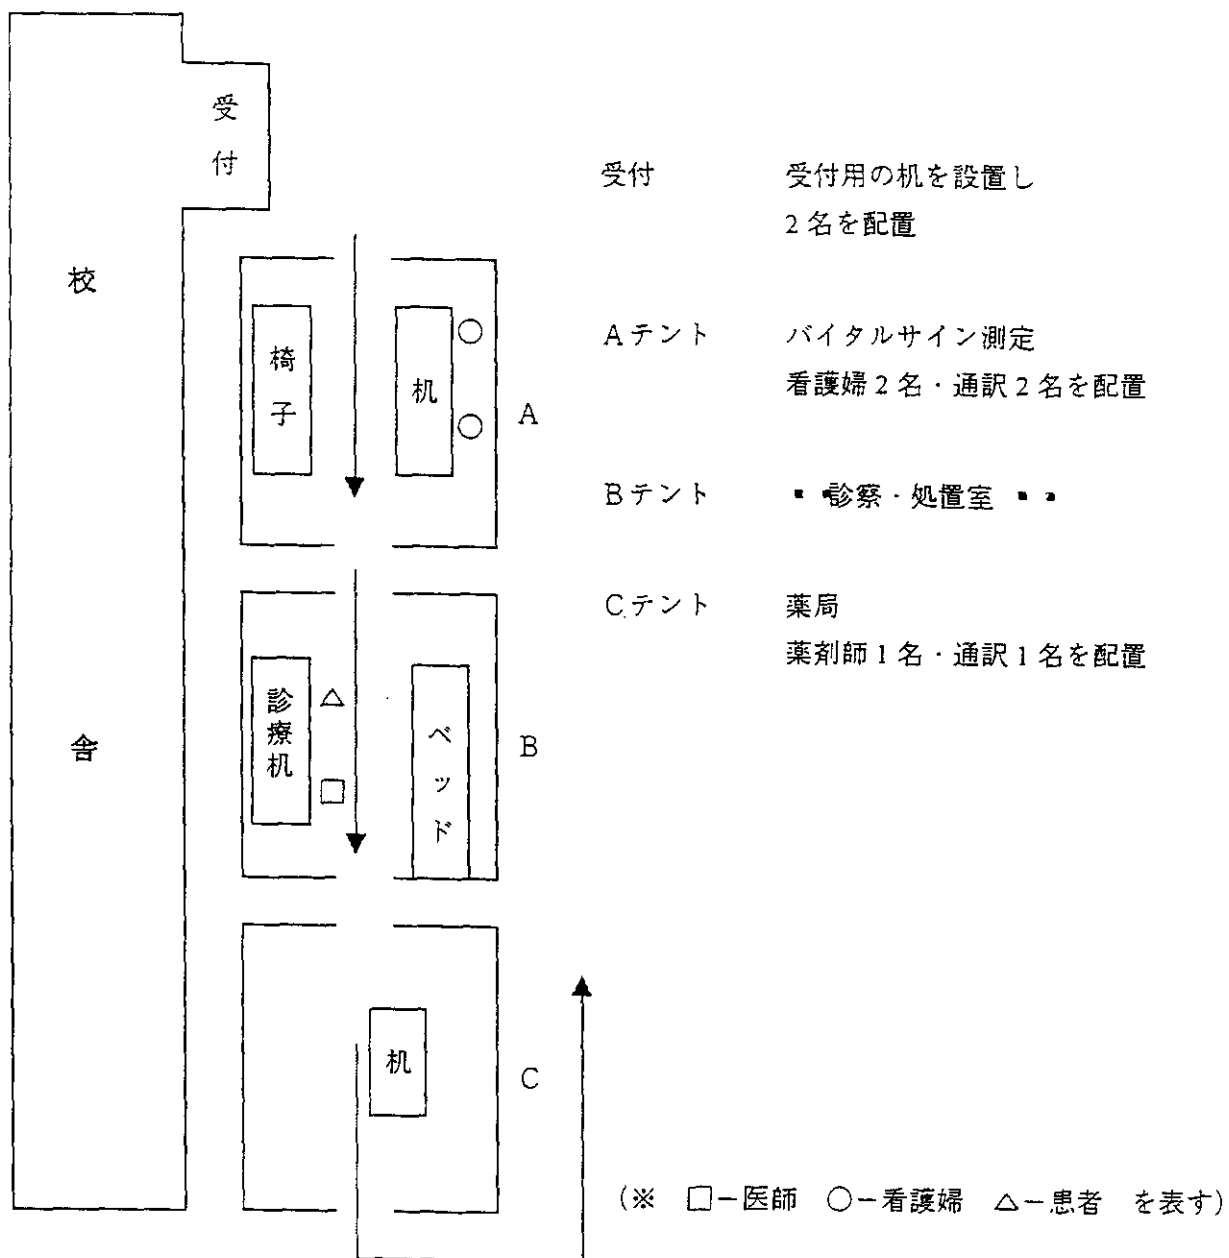 受付
校舎
椅子
机
A
診療机
ベッド
B
机
C
受付 受付用の机を設置し
2名を配置
Aテント バイタルサイン測定
看護婦2名・通訳2名を配置
Bテント ・・診察・処置室・・
Cテント 薬局
薬剤師1名・通訳1名を配置
(※ □-医師 ○-看護婦 △-患者 を表す)